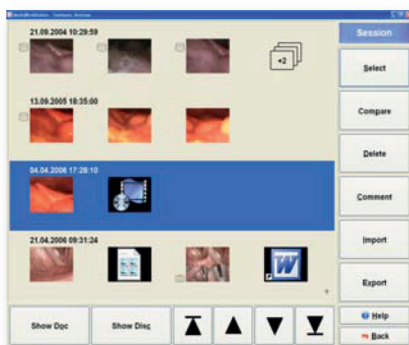 21.09.2004 10:29:59
Session
+2
Select
13.09.2005 18:35:00
Compare
Delete
04.04.2006 17:28:10
Comment
21.04.2006 09:31:24
Import
W
Export
Show Doc
Show Disc
Help
Back